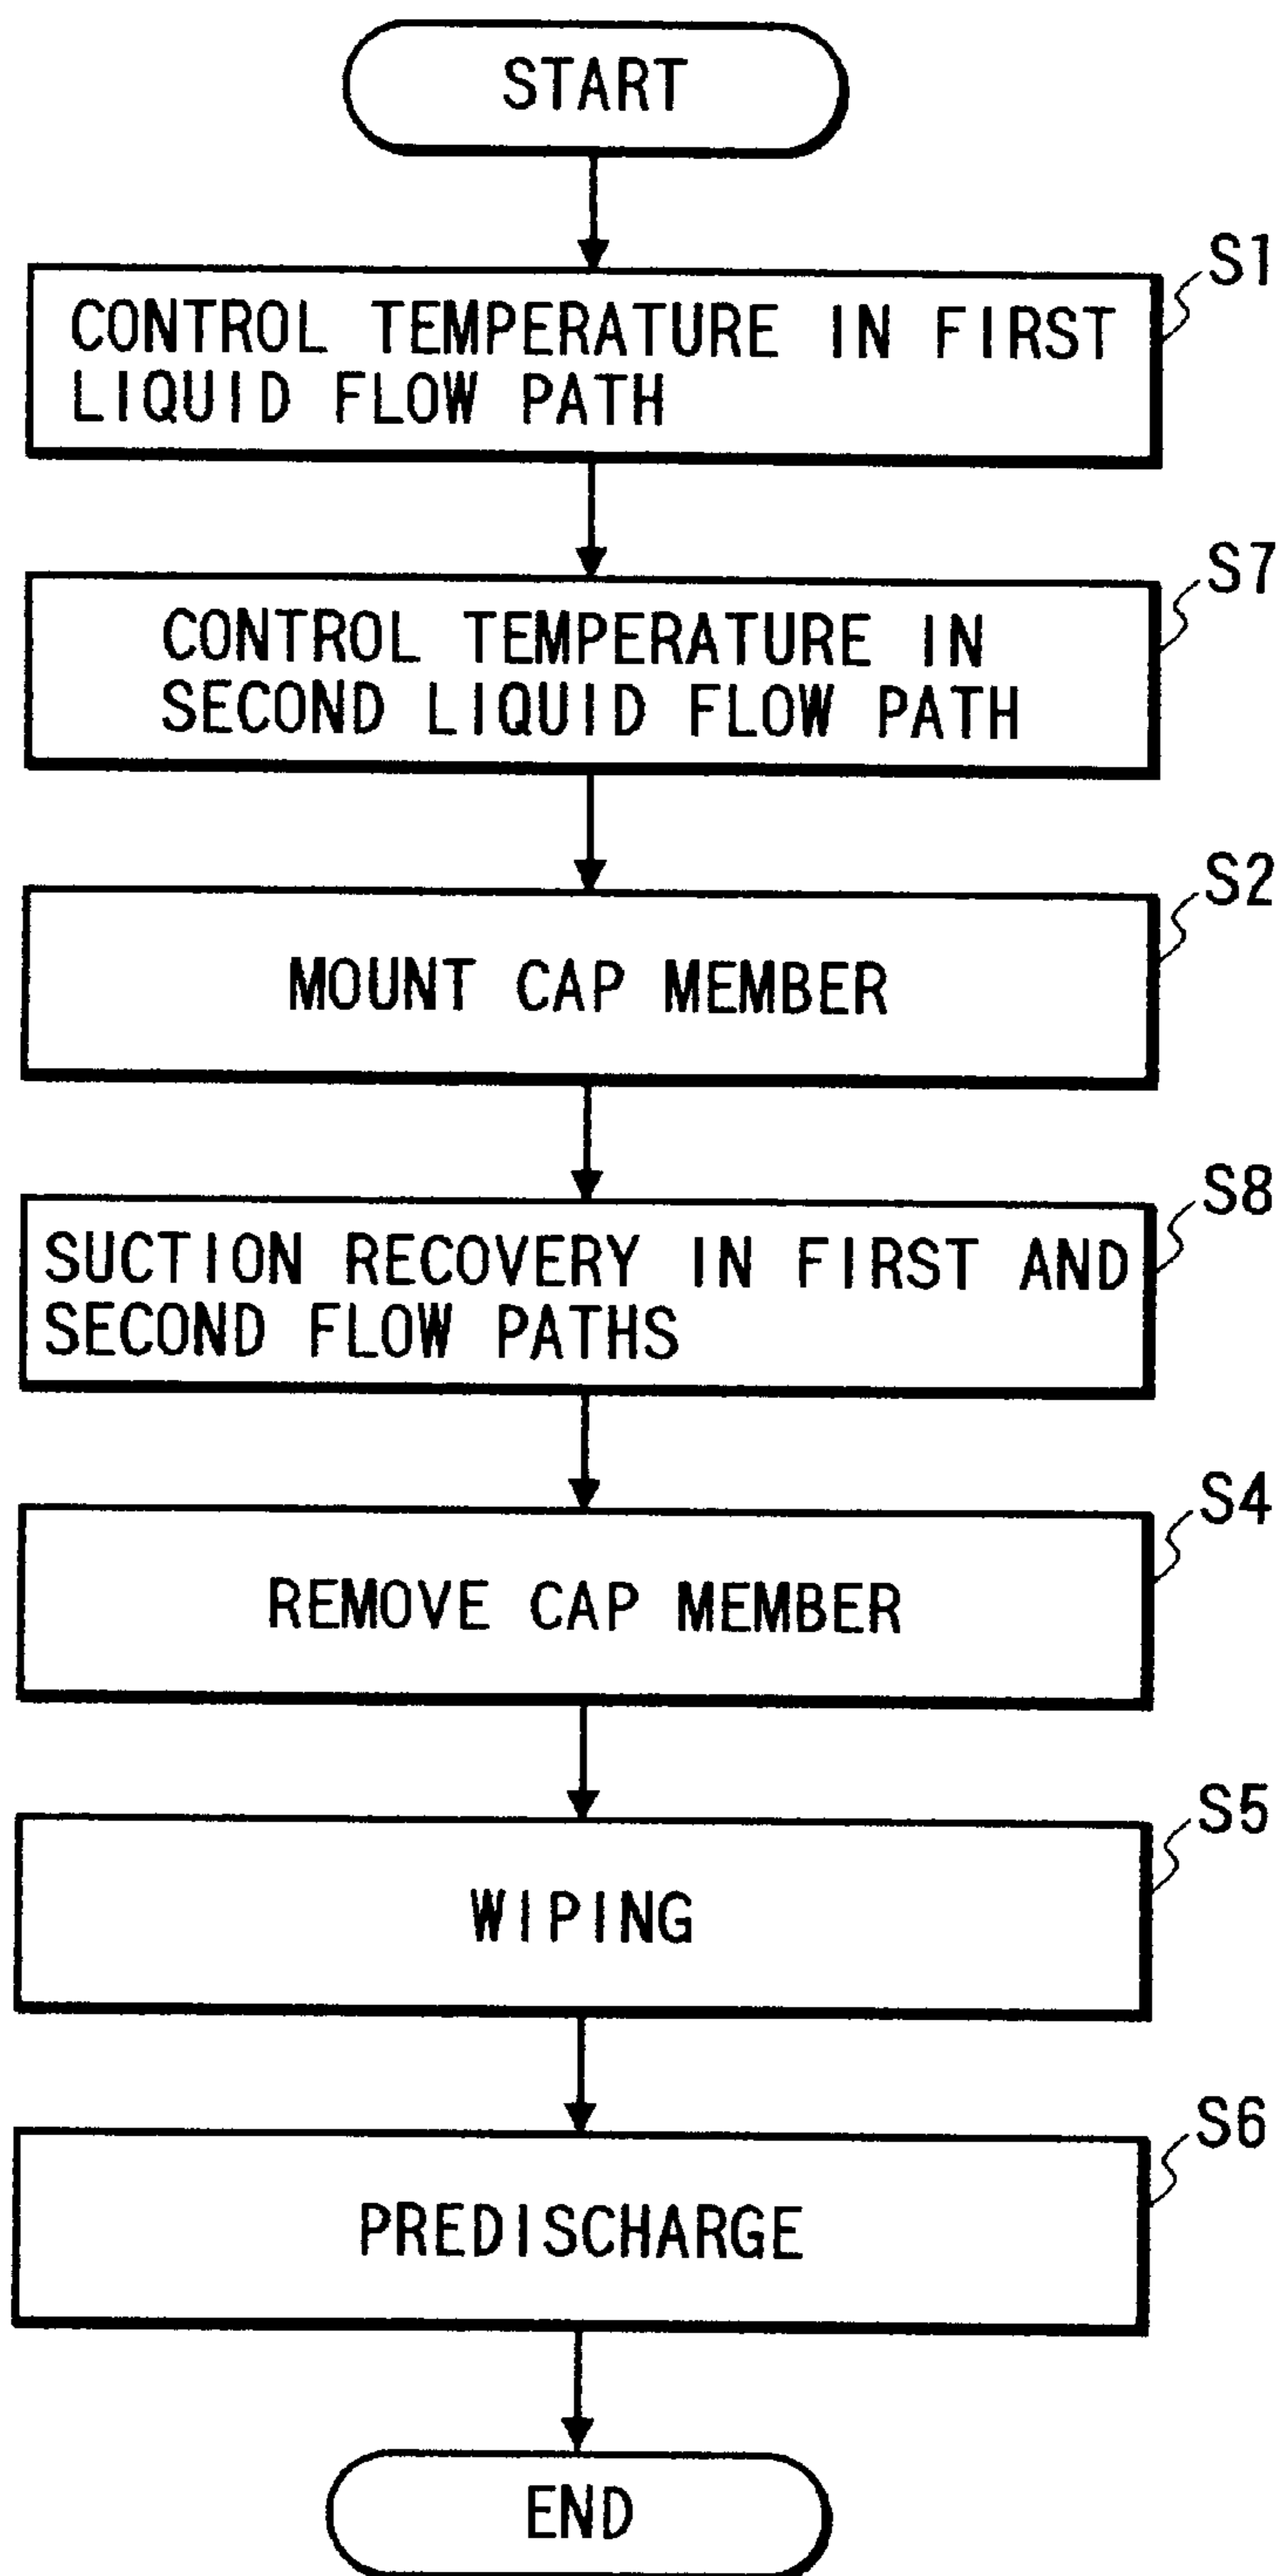 START
S1
CONTROL TEMPERATURE IN FIRST
LIQUID FLOW PATH
S7
CONTROL TEMPERATURE IN
SECOND LIQUID FLOW PATH
S2
MOUNT CAP MEMBER
S8
SUCTION RECOVERY IN FIRST AND
SECOND FLOW PATHS
S4
REMOVE CAP MEMBER
S5
WIPING
S6
PREDISCHARGE
END